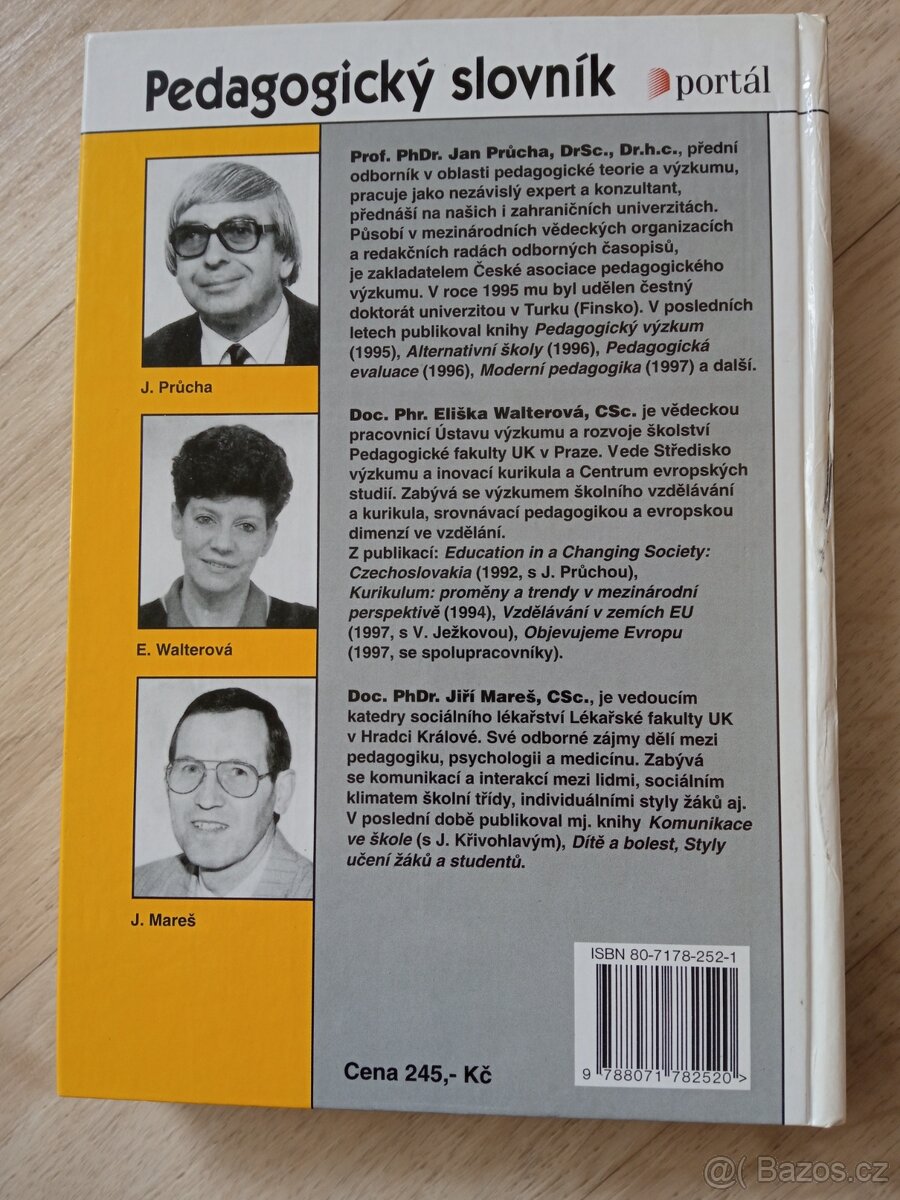 Pedagogický slovník
portál
Prof. PhDr. Jan Průcha, DrSc., Dr.h.c., přední
odborník v oblasti pedagogické teorie a výzkumu,
pracuje jako nezávislý expert a konzultant,
přednáší na našich i zahraničních univerzitách.
Působí v mezinárodních vědeckých organizacích
a redakčních radách odborných časopisů,
je zakladatelem České asociace pedagogického
výzkumu. V roce 1995 mu byl udělen čestný
doktorát univerzitou v Turku (Finsko). V posledních
letech publikoval knihy Pedagogický výzkum
(1995), Alternativní školy (1996), Pedagogická
evaluace (1996), Moderní pedagogika (1997) a další.
J. Průcha
Doc. Phr. Eliška Walterová, CSc. je vědeckou
pracovnicí Ústavu výzkumu a rozvoje školství
Pedagogické fakulty UK v Praze. Vede Středisko
výzkumu a inovací kurikula a Centrum evropských
studií. Zabývá se výzkumem školního vzdělávání
a kurikula, srovnávací pedagogikou a evropskou
dimenzí ve vzdělání.
Z publikací: Education in a Changing Society:
Czechoslovakia (1992, s J. Průchou),
Kurikulum: proměny a trendy v mezinárodní
perspektivě (1994), Vzdělávání v zemích EU
(1997, s V. Ježkovou), Objevujeme Evropu
(1997, se spolupracovníky).
E. Walterová
Doc. PhDr. Jiří Mareš, CSc., je vedoucím
katedry sociálního lékařství Lékařské fakulty UK
v Hradci Králové. Své odborné zájmy dělí mezi
pedagogiku, psychologii a medicínu. Zabývá
se komunikací a interakcí mezi lidmi, sociálním
klimatem školní třídy, individuálními styly žáků aj.
V poslední době publikoval mj. knihy Komunikace
ve škole (s J. Křivohlavým), Dítě a bolest, Styly
učení žáků a studentů.
J. Mareš
ISBN 80-7178-252-1
9 788071 782520 >
Cena 245,- Kč
@( Bazos.cz